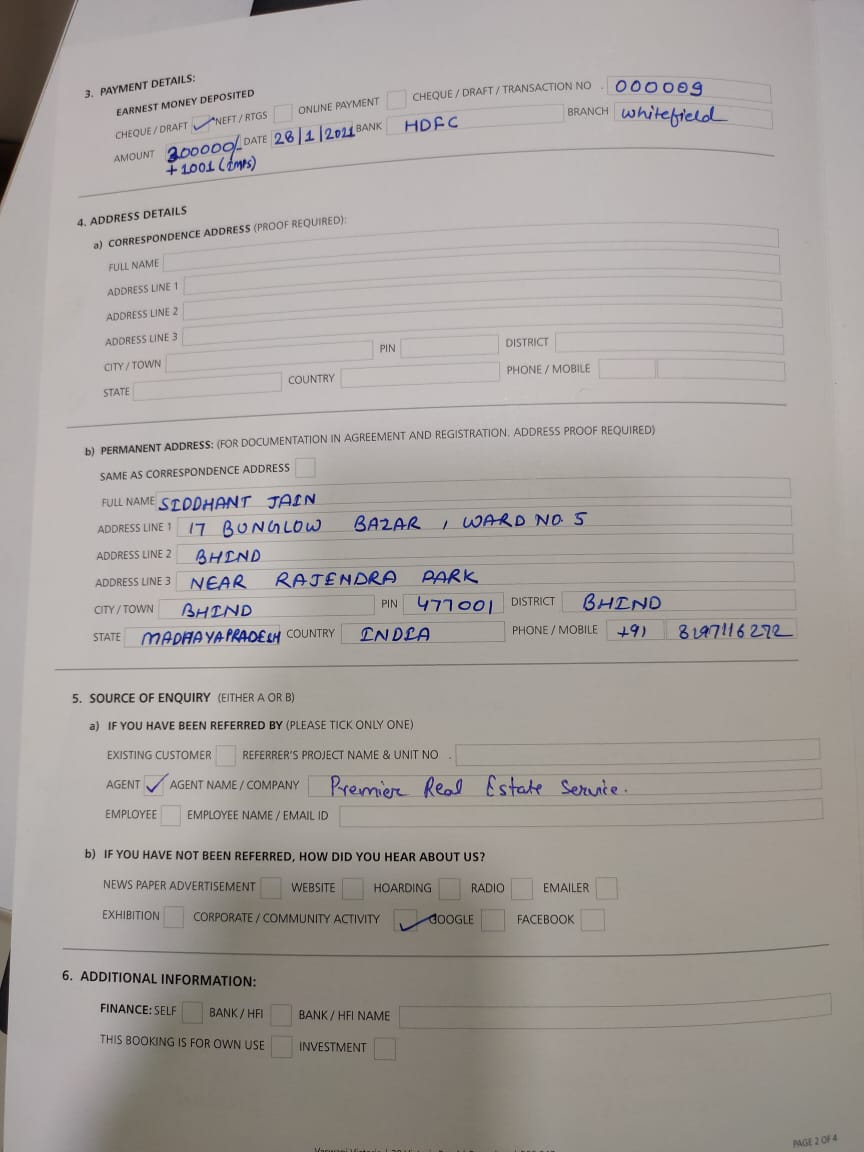 3. PAYMENT DETAILS:
EARNEST MONEY DEPOSITED
CHEQUE / DRAFT ✓ NEFT / RTGS ONLINE PAYMENT CHEQUE / DRAFT / TRANSACTION NO . 000009
AMOUNT 200000/- DATE 28/1/2021 BANK HDFC BRANCH Whitefield
+1001 (imps)
4. ADDRESS DETAILS
a) CORRESPONDENCE ADDRESS (PROOF REQUIRED):
FULL NAME
ADDRESS LINE 1
ADDRESS LINE 2
ADDRESS LINE 3
CITY / TOWN PIN DISTRICT
STATE COUNTRY PHONE / MOBILE
b) PERMANENT ADDRESS: (FOR DOCUMENTATION IN AGREEMENT AND REGISTRATION. ADDRESS PROOF REQUIRED)
SAME AS CORRESPONDENCE ADDRESS
FULL NAME SIDDHANT JAIN
ADDRESS LINE 1 17 BUNGLOW BAZAR , WARD NO. 5
ADDRESS LINE 2 BHIND
ADDRESS LINE 3 NEAR RAJENDRA PARK
CITY / TOWN BHIND PIN 477001 DISTRICT BHIND
STATE MADHAYAPRADESH COUNTRY INDIA PHONE / MOBILE +91 8197116272
5. SOURCE OF ENQUIRY (EITHER A OR B)
a) IF YOU HAVE BEEN REFERRED BY (PLEASE TICK ONLY ONE)
EXISTING CUSTOMER REFERRER'S PROJECT NAME & UNIT NO .
AGENT ✓ AGENT NAME / COMPANY Premier Real Estate Service.
EMPLOYEE EMPLOYEE NAME / EMAIL ID
b) IF YOU HAVE NOT BEEN REFERRED, HOW DID YOU HEAR ABOUT US?
NEWS PAPER ADVERTISEMENT WEBSITE HOARDING RADIO EMAILER
EXHIBITION CORPORATE / COMMUNITY ACTIVITY ✓ GOOGLE FACEBOOK
6. ADDITIONAL INFORMATION:
FINANCE: SELF BANK / HFI BANK / HFI NAME
THIS BOOKING IS FOR OWN USE INVESTMENT
PAGE 2 OF 4